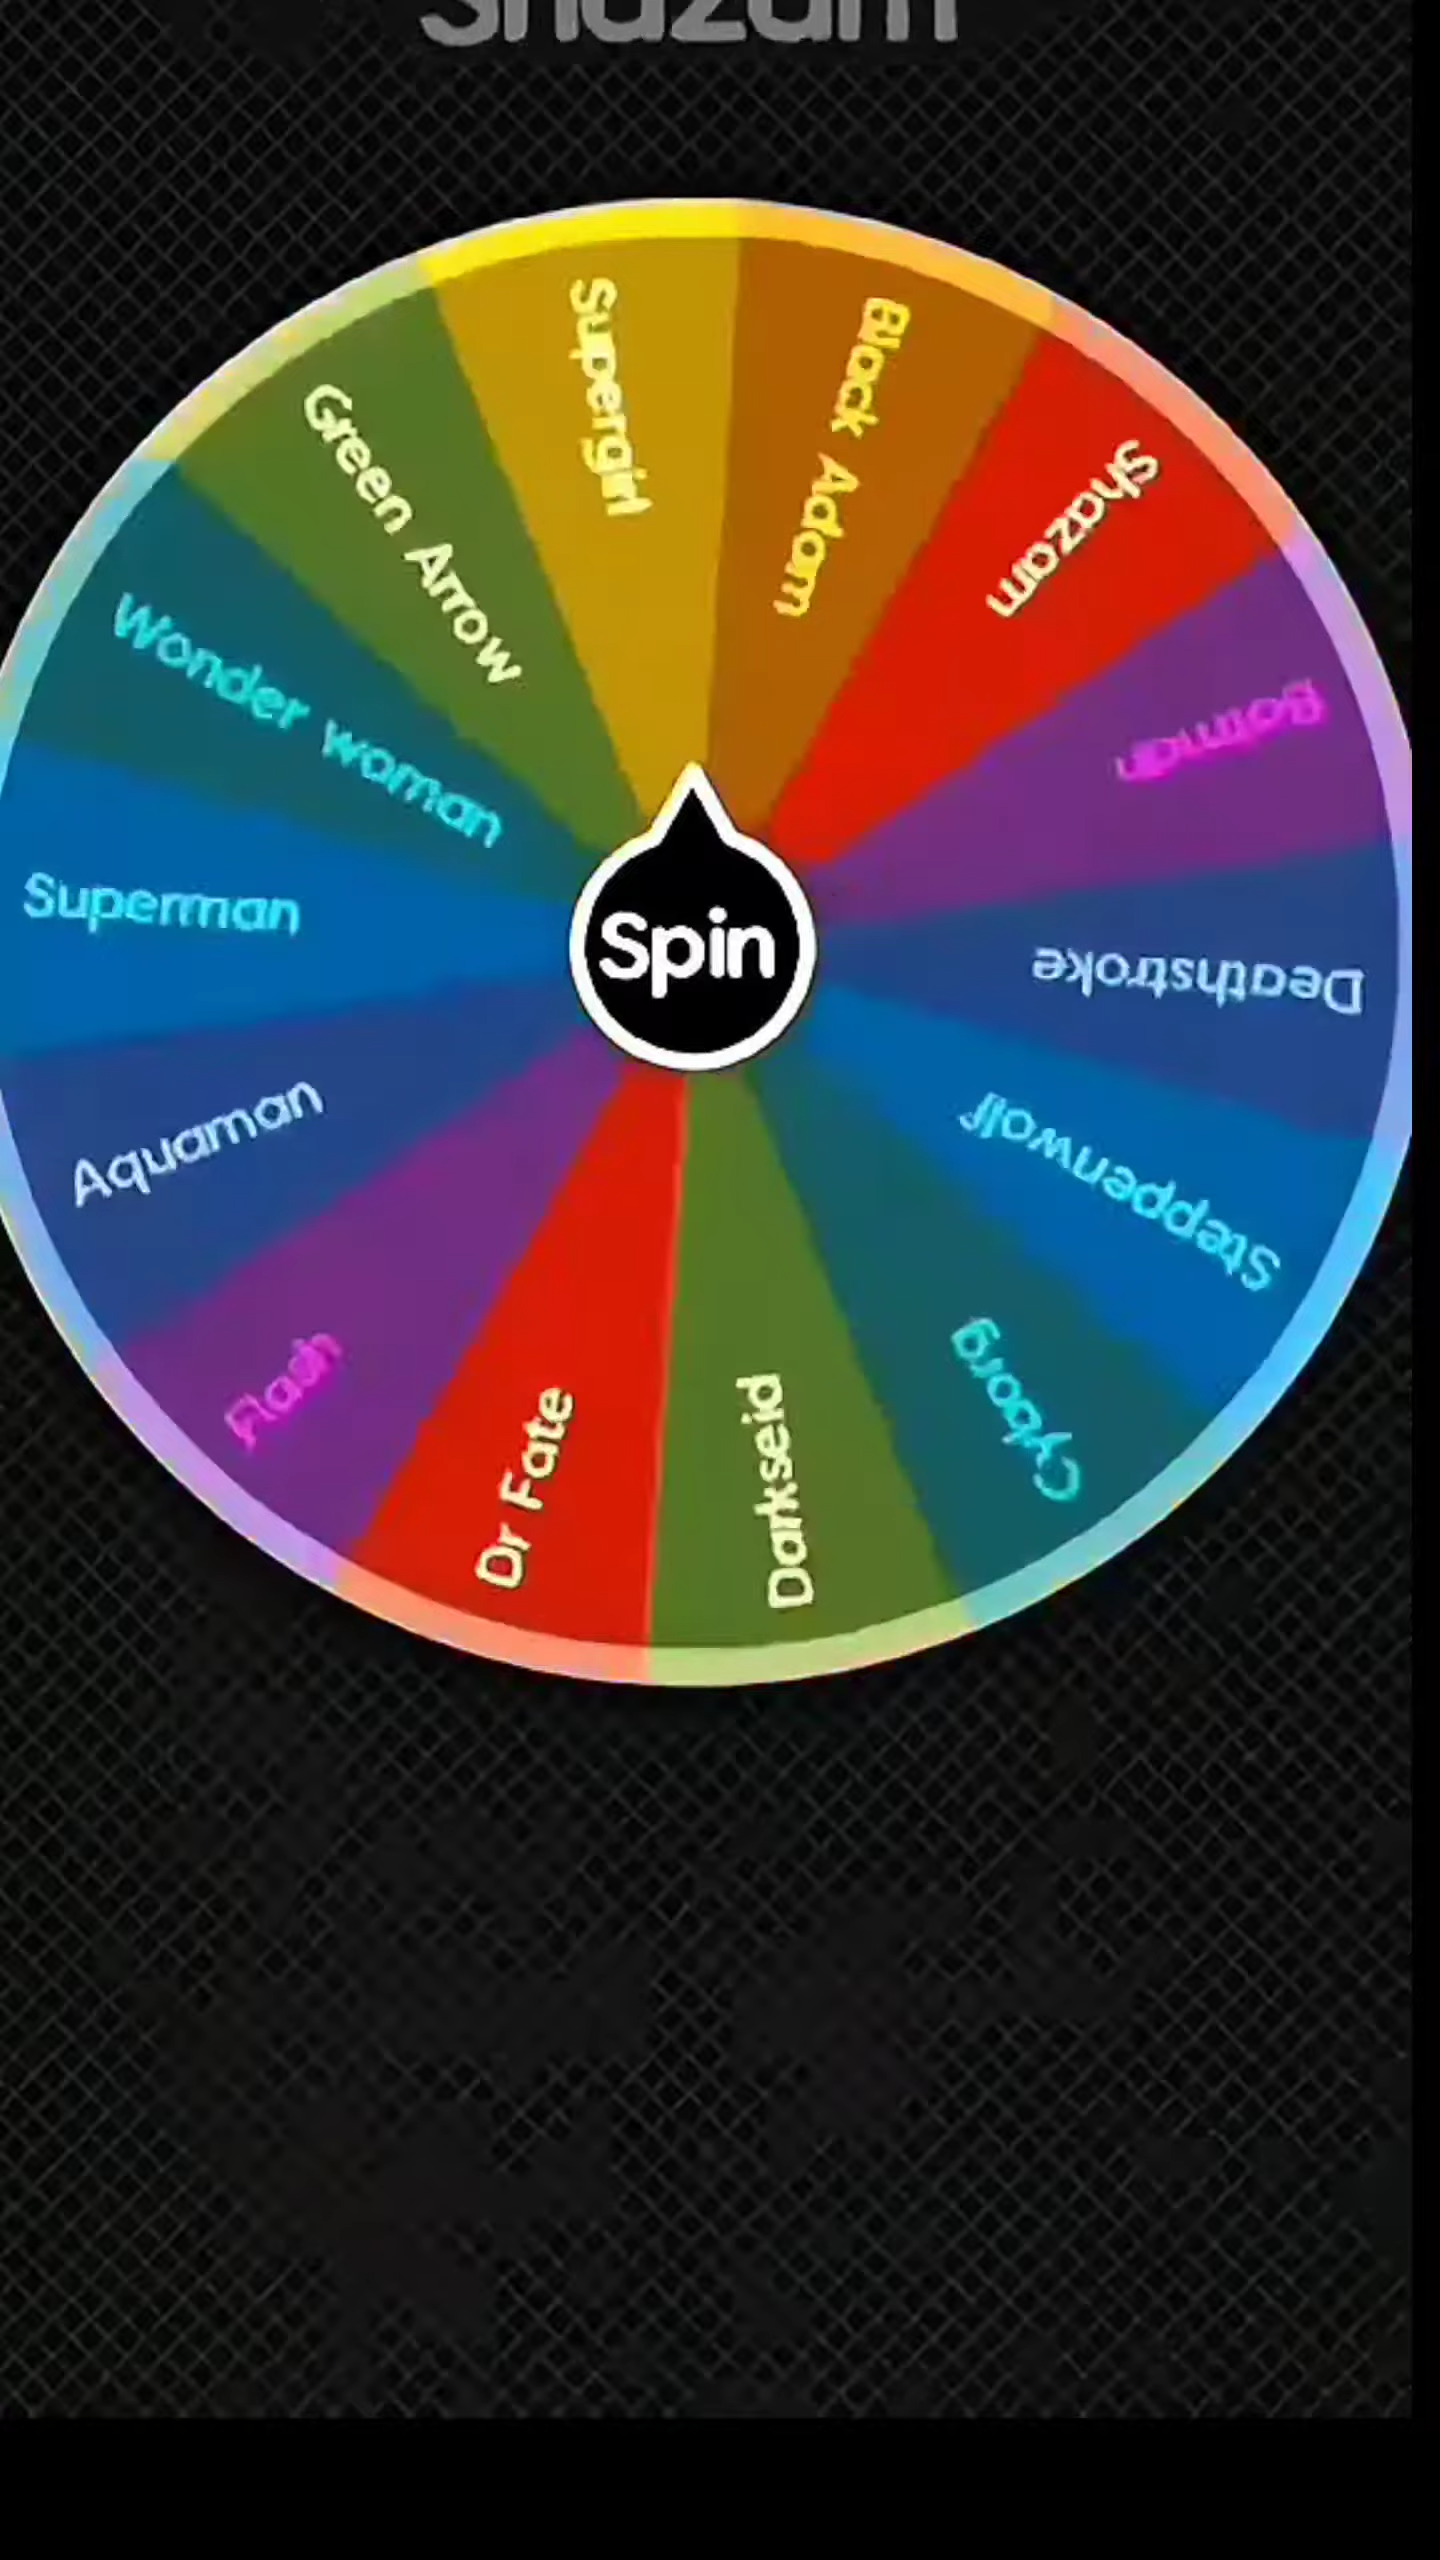 Shazam
Supergirl
Black Adam
Shazam
Batman
Deathstroke
Steppenwolf
Cyborg
Darkseid
Dr Fate
Flash
Aquaman
Superman
Wonder woman
Green Arrow
Spin